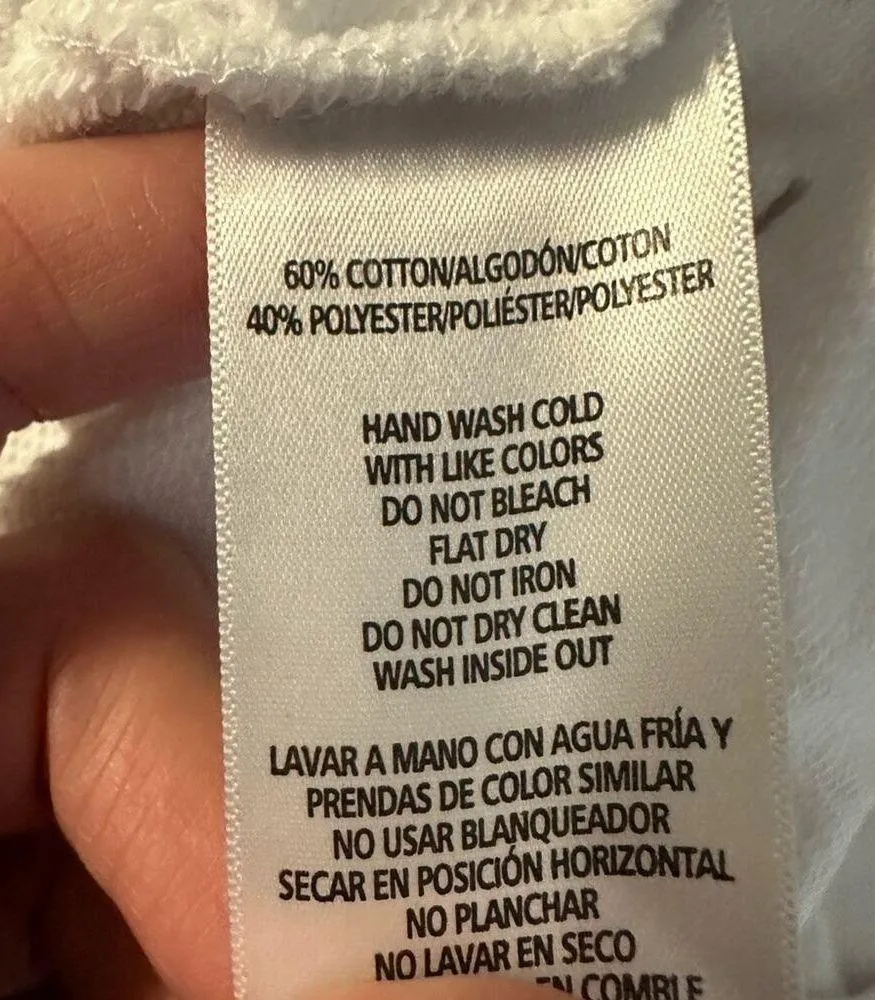 60% COTTON/ALGODÓN/COTON
40% POLYESTER/POLIÉSTER/POLYESTER
HAND WASH COLD
WITH LIKE COLORS
DO NOT BLEACH
FLAT DRY
DO NOT IRON
DO NOT DRY CLEAN
WASH INSIDE OUT
LAVAR A MANO CON AGUA FRÍA Y
PRENDAS DE COLOR SIMILAR
NO USAR BLANQUEADOR
SECAR EN POSICIÓN HORIZONTAL
NO PLANCHAR
NO LAVAR EN SECO